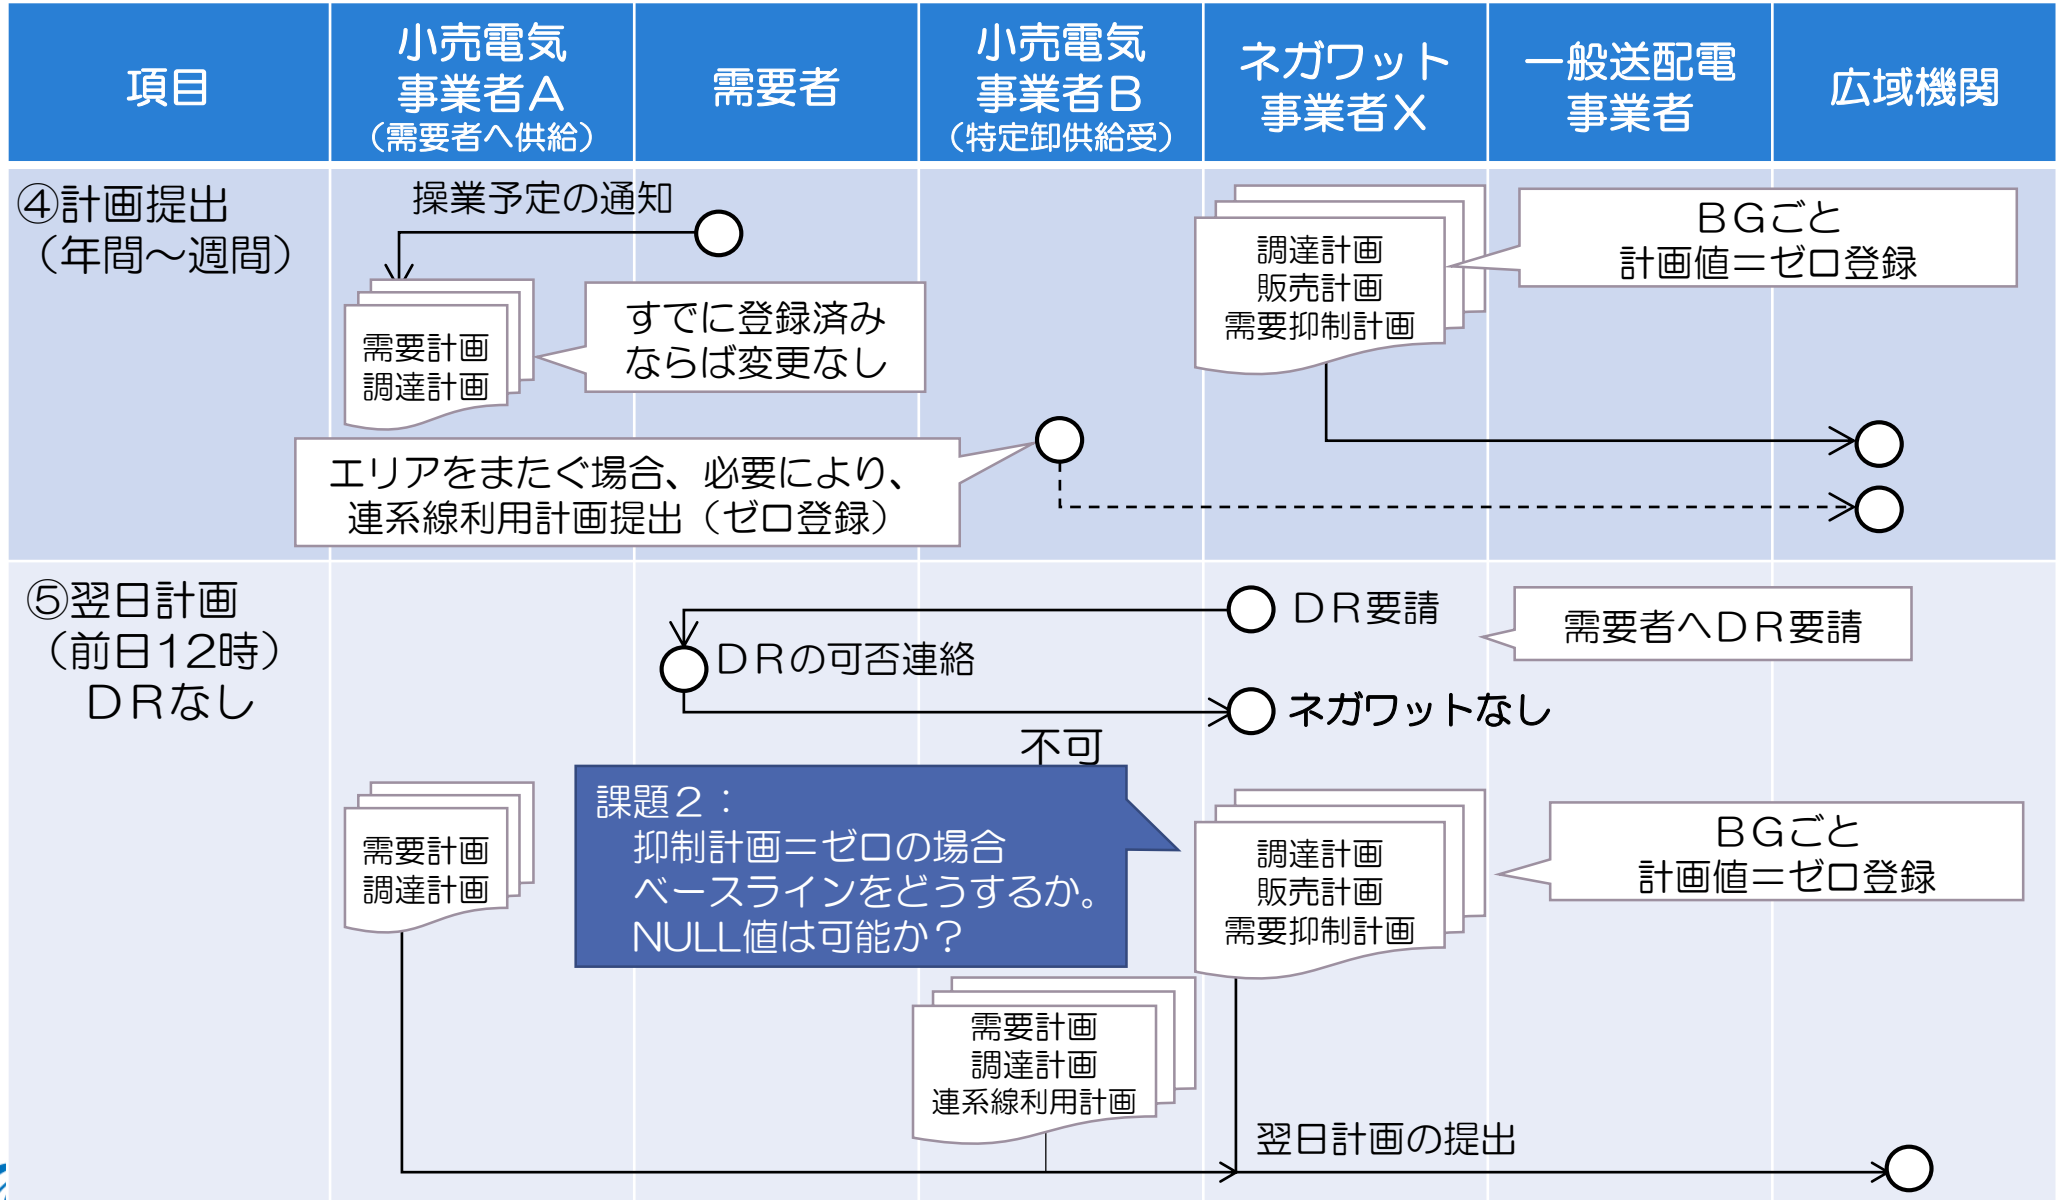 項目
小売電気
事業者A
（需要者へ供給）
需要者
小売電気
事業者B
（特定卸供給受）
ネガワット
事業者X
一般送配電
事業者
広域機関
④計画提出
（年間～週間）
操業予定の通知
需要計画
調達計画
すでに登録済み
ならば変更なし
調達計画
販売計画
需要抑制計画
BGごと
計画値＝ゼロ登録
エリアをまたぐ場合、必要により、
連系線利用計画提出（ゼロ登録）
⑤翌日計画
（前日12時）
DRなし
DR要請
需要者へDR要請
DRの可否連絡
ネガワットなし
不可
需要計画
調達計画
課題2：
抑制計画＝ゼロの場合
ベースラインをどうするか。
NULL値は可能か？
調達計画
販売計画
需要抑制計画
BGごと
計画値＝ゼロ登録
需要計画
調達計画
連系線利用計画
翌日計画の提出